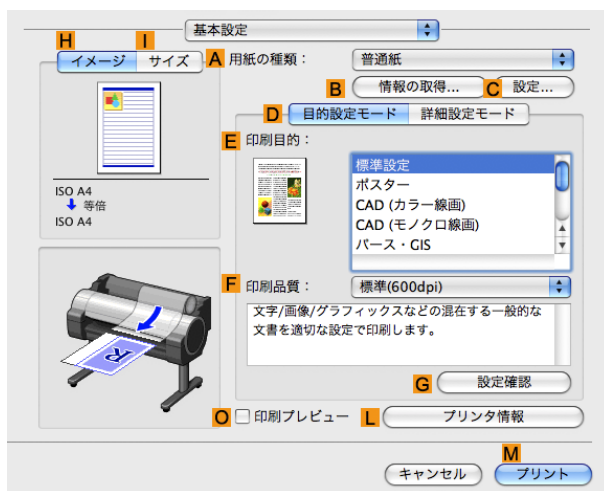 基本設定
H
I
イメージ
サイズ
A 用紙の種類：
普通紙
B 情報の取得...
C 設定...
ISO A4
等倍
ISO A4
D 目的設定モード
詳細設定モード
E 印刷目的：
標準設定
ポスター
CAD (カラー線画)
CAD (モノクロ線画)
パース・GIS
F 印刷品質：
標準(600dpi)
文字/画像/グラフィックスなどの混在する一般的な
文書を適切な設定で印刷します。
R
G 設定確認
O 印刷プレビュー
L プリンタ情報
M
キャンセル
プリント